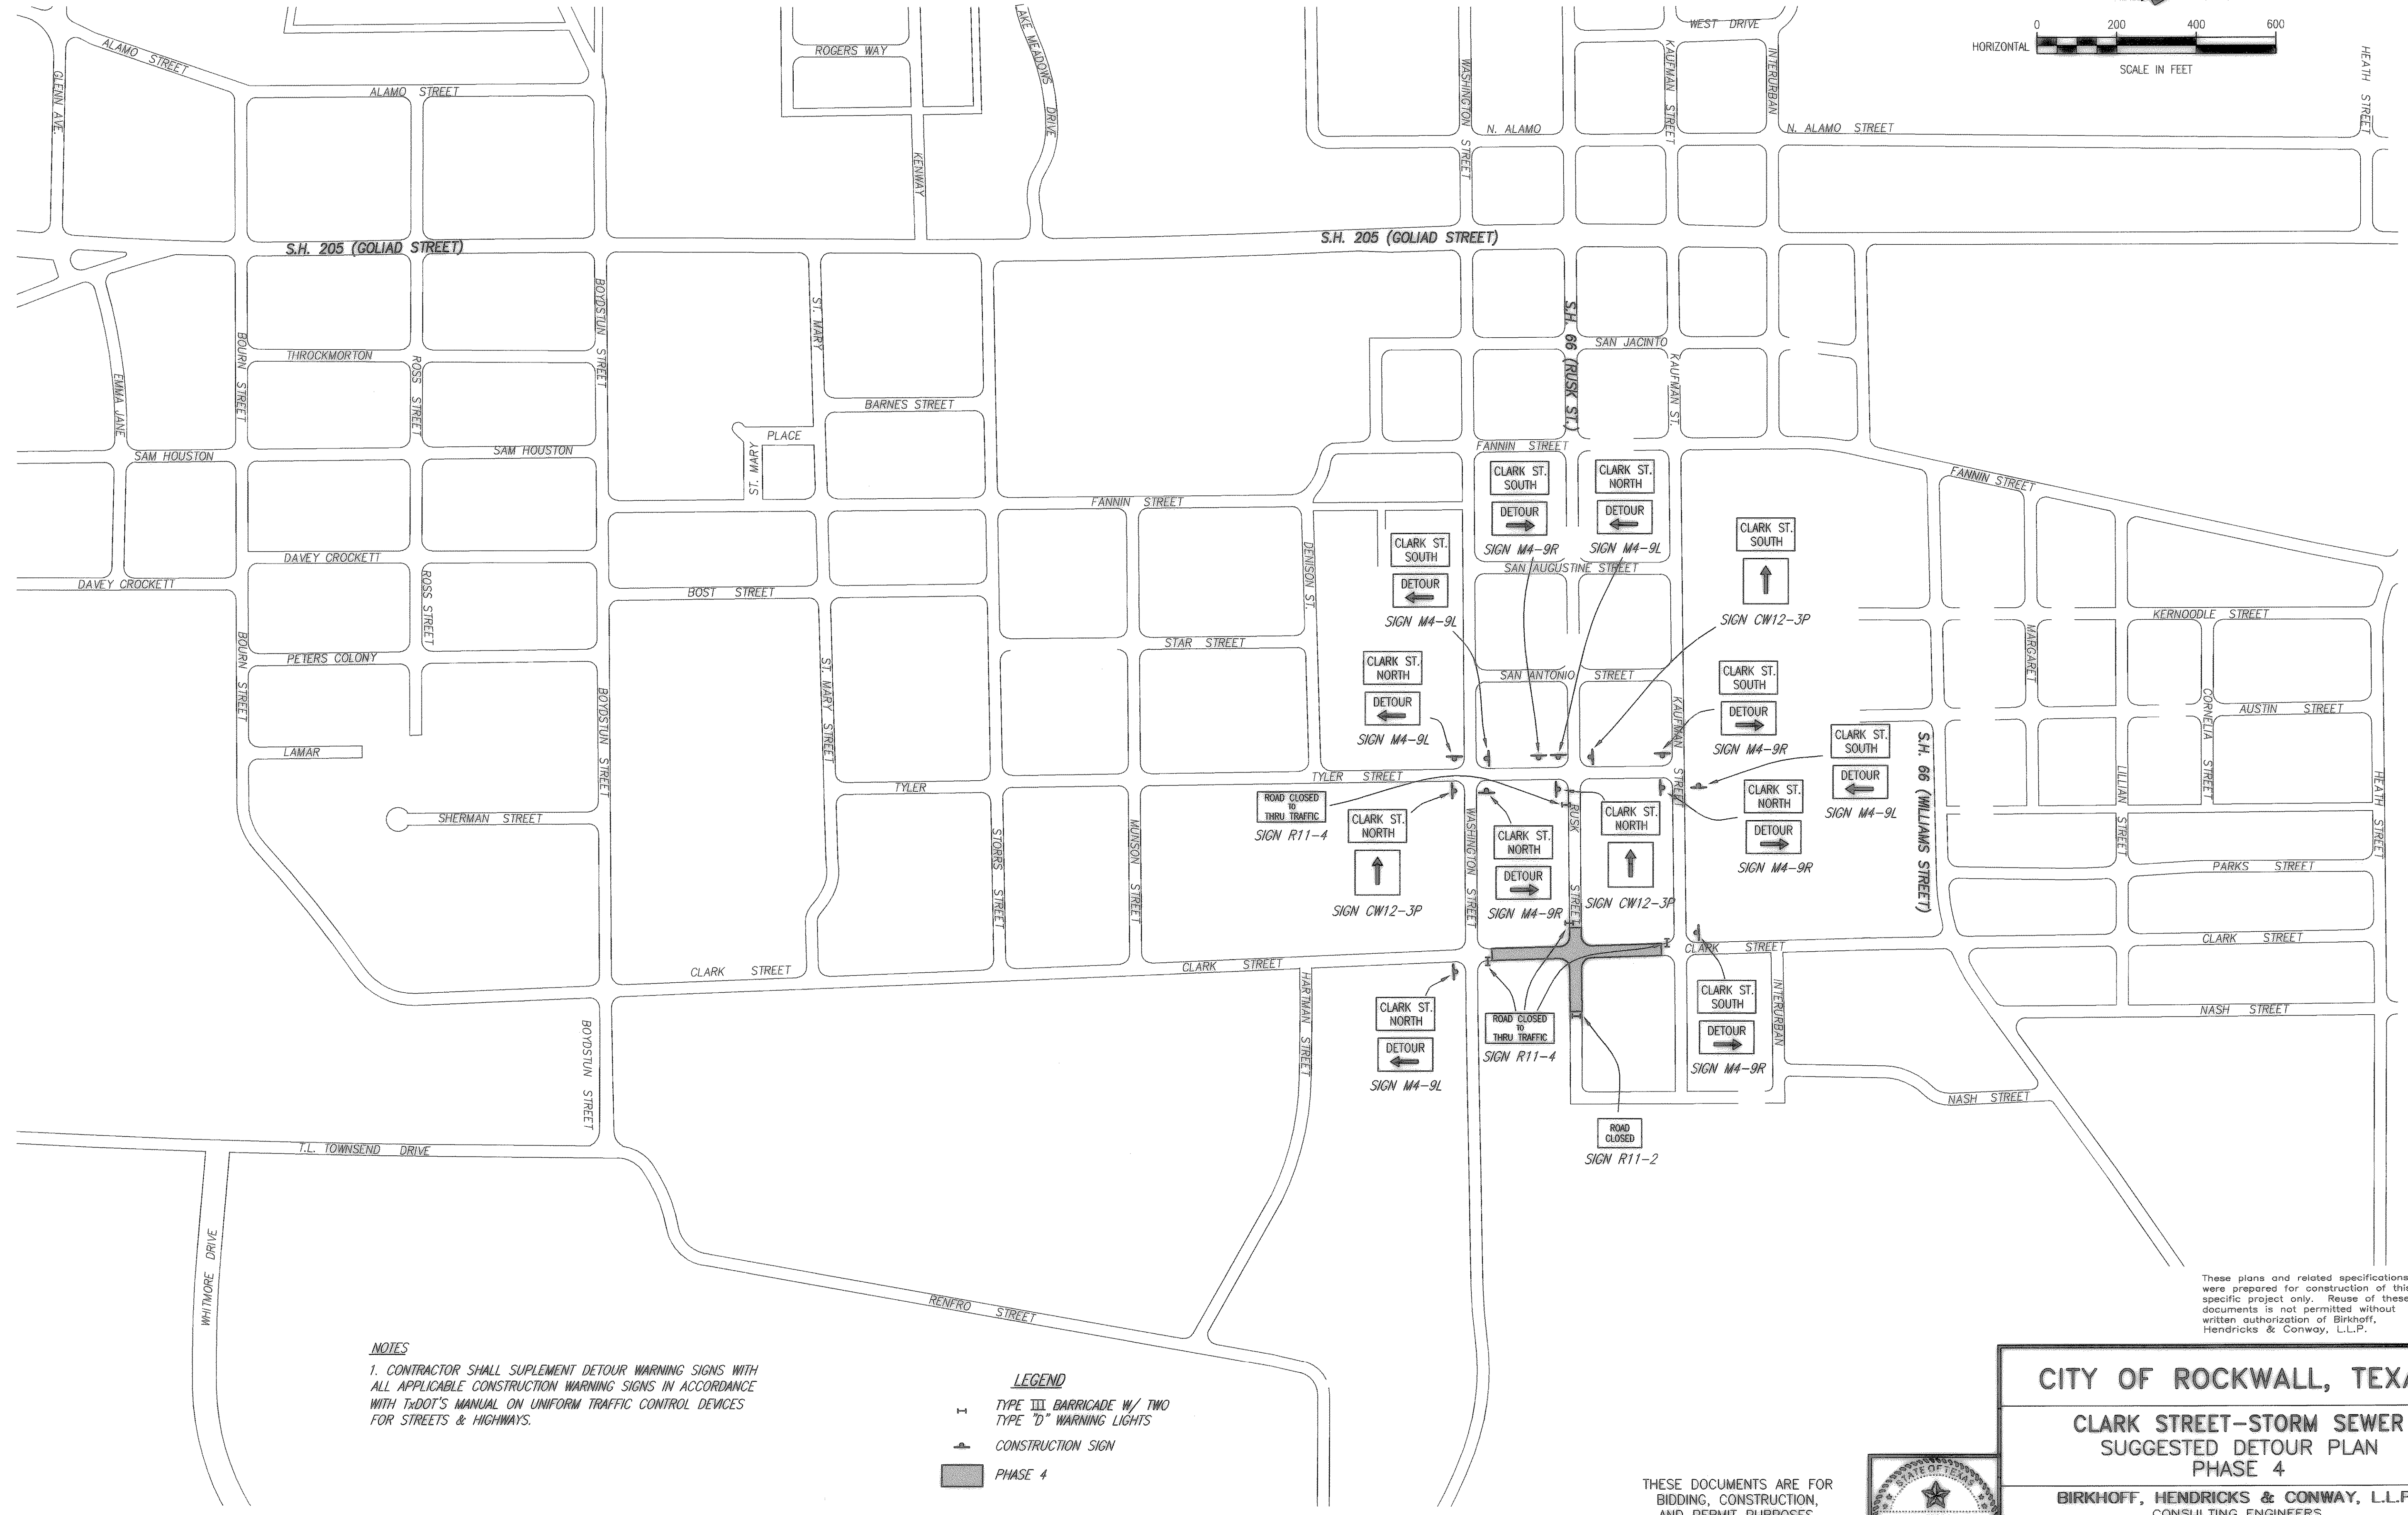 WEST DRIVE
0 200 400 600
HORIZONTAL
SCALE IN FEET
ALAMO STREET
GLENN AVE.
ALAMO STREET
ROGERS WAY
LAKE MEADOWS DRIVE
KENWAY
WASHINGTON STREET
KAUFMAN STREET
INTERURBAN
HEATH STREET
N. ALAMO
N. ALAMO STREET
S.H. 205 (GOLIAD STREET)
S.H. 205 (GOLIAD STREET)
BOYDSTUN STREET
ST. MARY
S.H. 66 (RUSK ST.)
SAN JACINTO
KAUFMAN ST.
BOURN STREET
THROCKMORTON
ROSS STREET
EMMA JANE
BARNES STREET
PLACE
ST. MARY
SAM HOUSTON
SAM HOUSTON
FANNIN STREET
FANNIN STREET
FANNIN STREET
CLARK ST.
SOUTH
DETOUR
SIGN M4-9R
CLARK ST.
NORTH
DETOUR
SIGN M4-9L
CLARK ST.
SOUTH
DETOUR
SIGN M4-9L
CLARK ST.
SOUTH
SIGN CW12-3P
DENISON ST.
DAVEY CROCKETT
DAVEY CROCKETT
ROSS STREET
BOST STREET
SAN AUGUSTINE STREET
KERNOODLE STREET
STAR STREET
BOURN STREET
PETERS COLONY
BOYDSTUN STREET
ST. MARY STREET
CLARK ST.
NORTH
DETOUR
SIGN M4-9L
SAN ANTONIO STREET
KAUFMAN STREET
CLARK ST.
SOUTH
DETOUR
SIGN M4-9R
CLARK ST.
SOUTH
DETOUR
SIGN M4-9L
MARGARET
CORNELIA STREET
AUSTIN STREET
LAMAR
SHERMAN STREET
TYLER
TYLER STREET
S.H. 66 (WILLIAMS STREET)
LILLIAN STREET
HEATH STREET
ROAD CLOSED
TO
THRU TRAFFIC
SIGN R11-4
CLARK ST.
NORTH
SIGN CW12-3P
WASHINGTON STREET
CLARK ST.
NORTH
DETOUR
SIGN M4-9R
RUSK STREET
CLARK ST.
NORTH
SIGN CW12-3P
CLARK ST.
NORTH
DETOUR
SIGN M4-9R
STORRS STREET
MUNSON STREET
PARKS STREET
CLARK STREET
CLARK STREET
CLARK STREET
CLARK STREET
HARTMAN STREET
INTERURBAN
NASH STREET
NASH STREET
BOYDSTUN STREET
CLARK ST.
NORTH
DETOUR
SIGN M4-9L
ROAD CLOSED
TO
THRU TRAFFIC
SIGN R11-4
CLARK ST.
SOUTH
DETOUR
SIGN M4-9R
ROAD
CLOSED
SIGN R11-2
T.L. TOWNSEND DRIVE
WHITMORE DRIVE
RENFRO STREET
NOTES
1. CONTRACTOR SHALL SUPLEMENT DETOUR WARNING SIGNS WITH
ALL APPLICABLE CONSTRUCTION WARNING SIGNS IN ACCORDANCE
WITH TxDOT'S MANUAL ON UNIFORM TRAFFIC CONTROL DEVICES
FOR STREETS & HIGHWAYS.
LEGEND
TYPE III BARRICADE W/ TWO
TYPE "D" WARNING LIGHTS
CONSTRUCTION SIGN
PHASE 4
These plans and related specifications
were prepared for construction of this
specific project only. Reuse of these
documents is not permitted without
written authorization of Birkhoff,
Hendricks & Conway, L.L.P.
CITY OF ROCKWALL, TEXA
CLARK STREET-STORM SEWER
SUGGESTED DETOUR PLAN
PHASE 4
BIRKHOFF, HENDRICKS & CONWAY, L.L.P
CONSULTING ENGINEERS
THESE DOCUMENTS ARE FOR
BIDDING, CONSTRUCTION,
AND PERMIT PURPOSES
STATE OF TEXAS